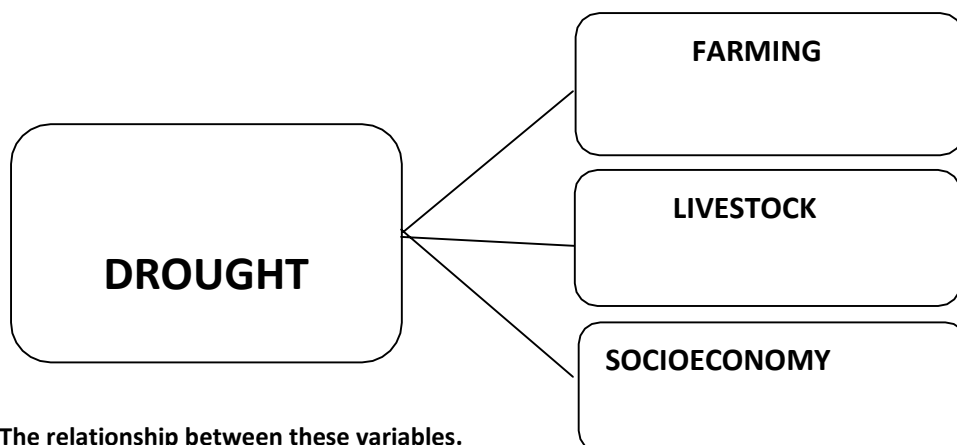 FARMING
LIVESTOCK
DROUGHT
SOCIOECONOMY
The relationship between these variables.